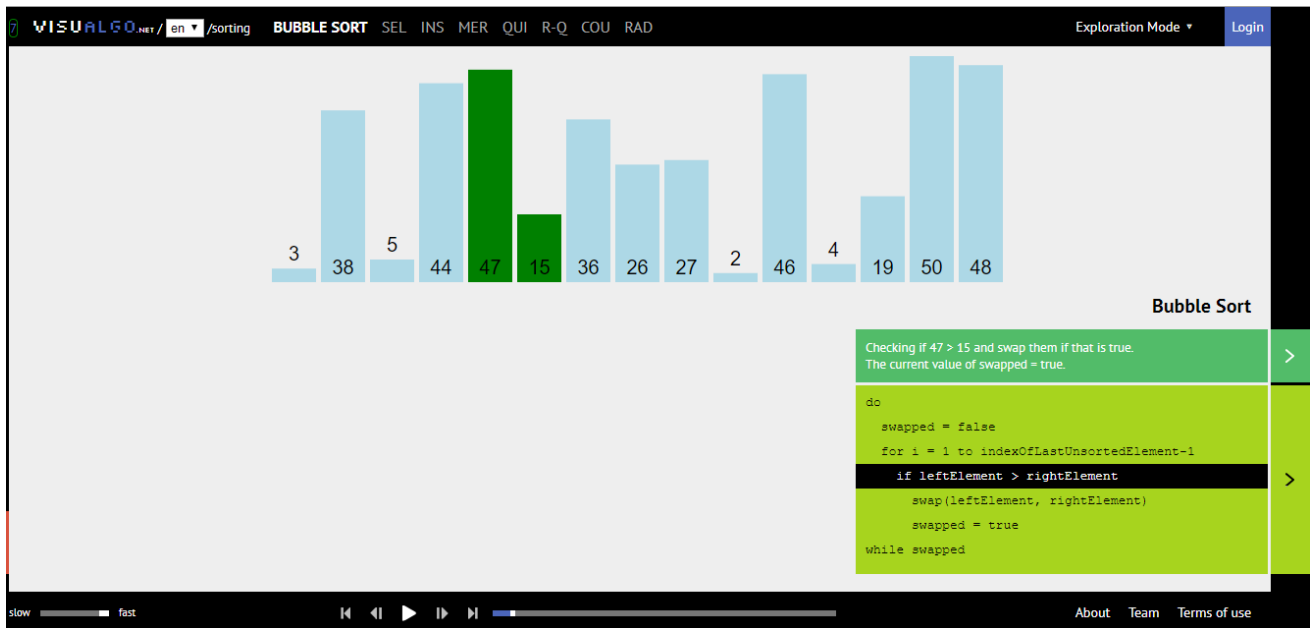 7 VISUALGO.NET / en /sorting BUBBLE SORT SEL INS MER QUI R-Q COU RAD Exploration Mode Login
3 38 5 44 47 15 36 26 27 2 46 4 19 50 48
Bubble Sort
Checking if 47 > 15 and swap them if that is true.
The current value of swapped = true.
do
swapped = false
for i = 1 to indexOfLastUnsortedElement-1
if leftElement > rightElement
swap(leftElement, rightElement)
swapped = true
while swapped
slow fast About Team Terms of use